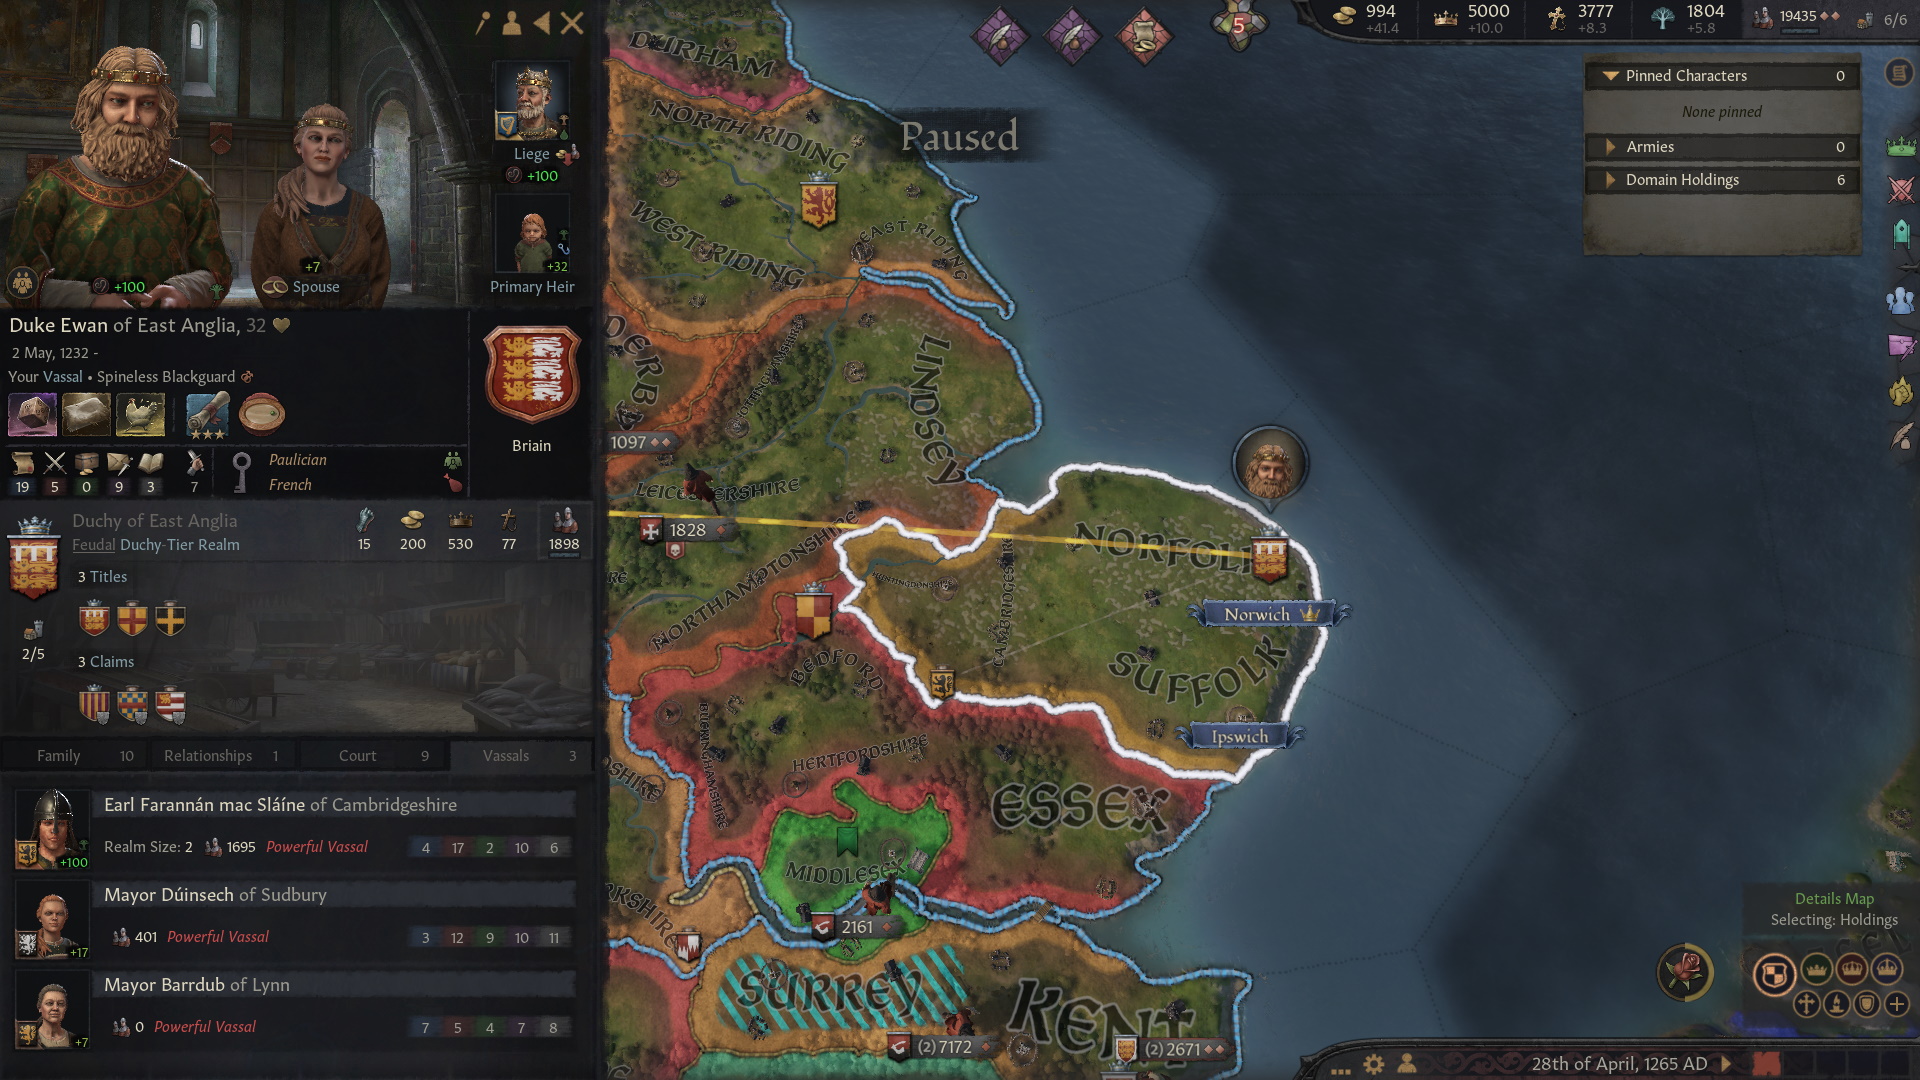 Liege
+100
+32
Primary Heir
+100
+7
Spouse
Duke Ewan of East Anglia, 32
2 May, 1232 -
Your Vassal • Spineless Blackguard
Briain
19 5 0 9 3 7
Paulician
French
Duchy of East Anglia
Feudal Duchy-Tier Realm
15 200 530 77 1898
3 Titles
2/5
3 Claims
Family 10 Relationships 1 Court 9 Vassals 3
Earl Farannán mac Sláíne of Cambridgeshire
Realm Size: 2 1695 Powerful Vassal 4 17 2 10 6
+100
Mayor Dúinsech of Sudbury
401 Powerful Vassal 3 12 9 10 11
+17
Mayor Barrdub of Lynn
0 Powerful Vassal 7 5 4 7 8
+7
5
994 +41.4
5000 +10.0
3777 +8.3
1804 +5.8
19435
6/6
Pinned Characters 0
None pinned
Armies 0
Domain Holdings 6
Paused
DURHAM
NORTH RIDING
WEST RIDING
EAST RIDING
DERB
NOTTINGHAMSHIRE
LINDSEY
1097
LEICESTERSHIRE
1828
NORTHAMPTONSHIRE
HUNTINGDONSHIRE
CAMBRIDGESHIRE
NORFOLK
Norwich
SUFFOLK
Ipswich
BEDFORD
BUCKINGHAMSHIRE
HERTFORDSHIRE
ESSEX
MIDDLESEX
2161
SURREY
KENT
(2)7172
(2)2671
Details Map
Selecting: Holdings
28th of April, 1265 AD